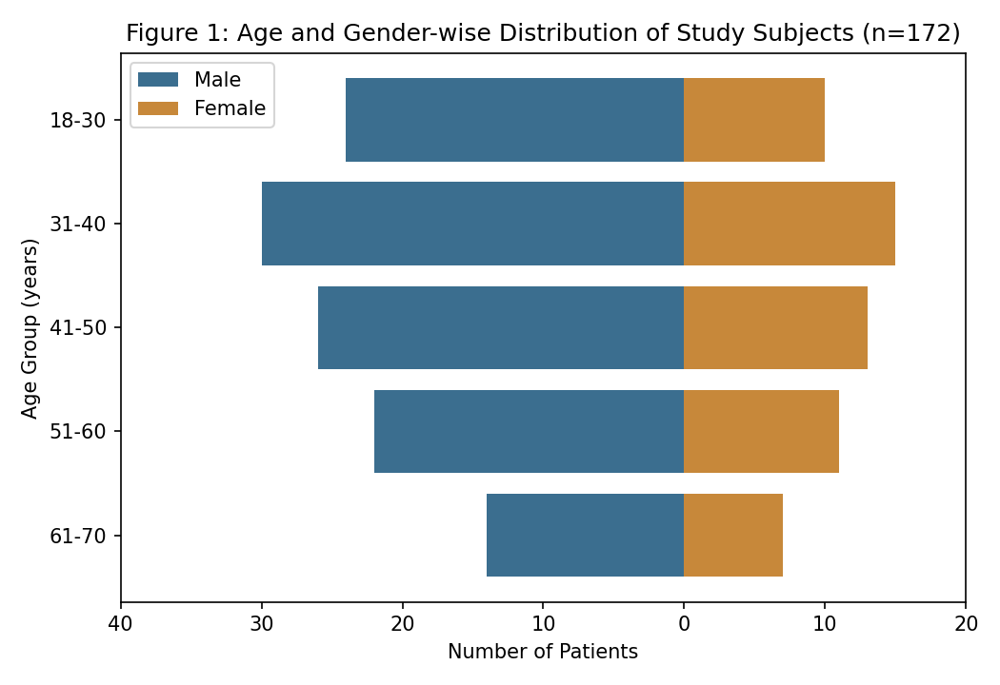 Figure 1: Age and Gender-wise Distribution of Study Subjects (n=172)
Male
Female
Age Group (years)
18-30
31-40
41-50
51-60
61-70
40 30 20 10 0 10 20
Number of Patients